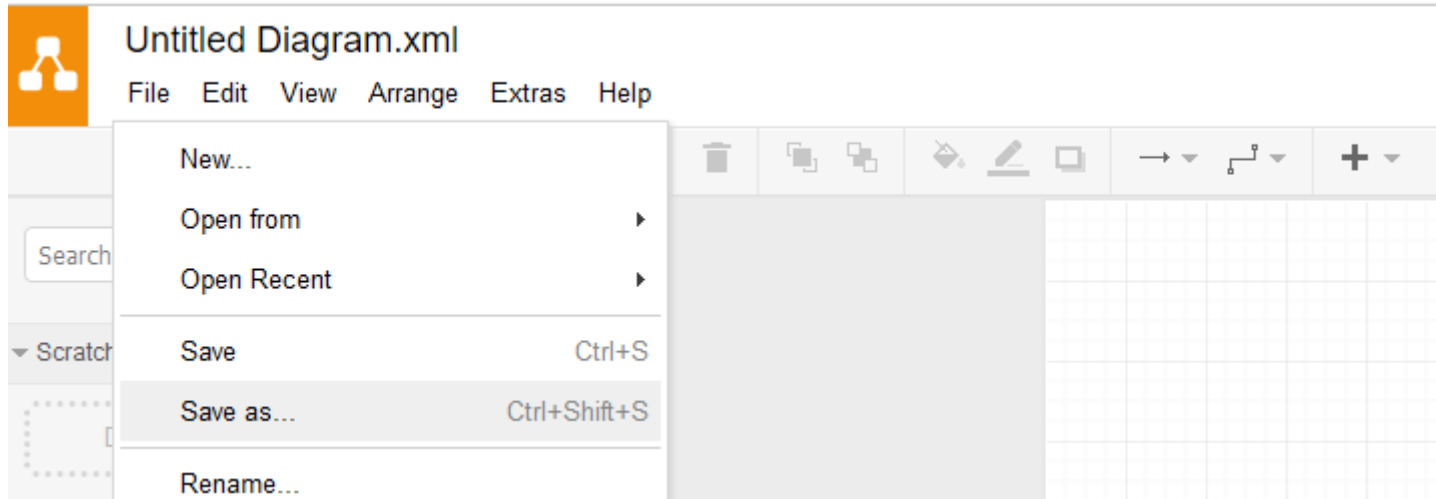 Untitled Diagram.xml
File Edit View Arrange Extras Help
New...
Open from
Search
Open Recent
Save Ctrl+S
Scratch
Save as... Ctrl+Shift+S
Rename...